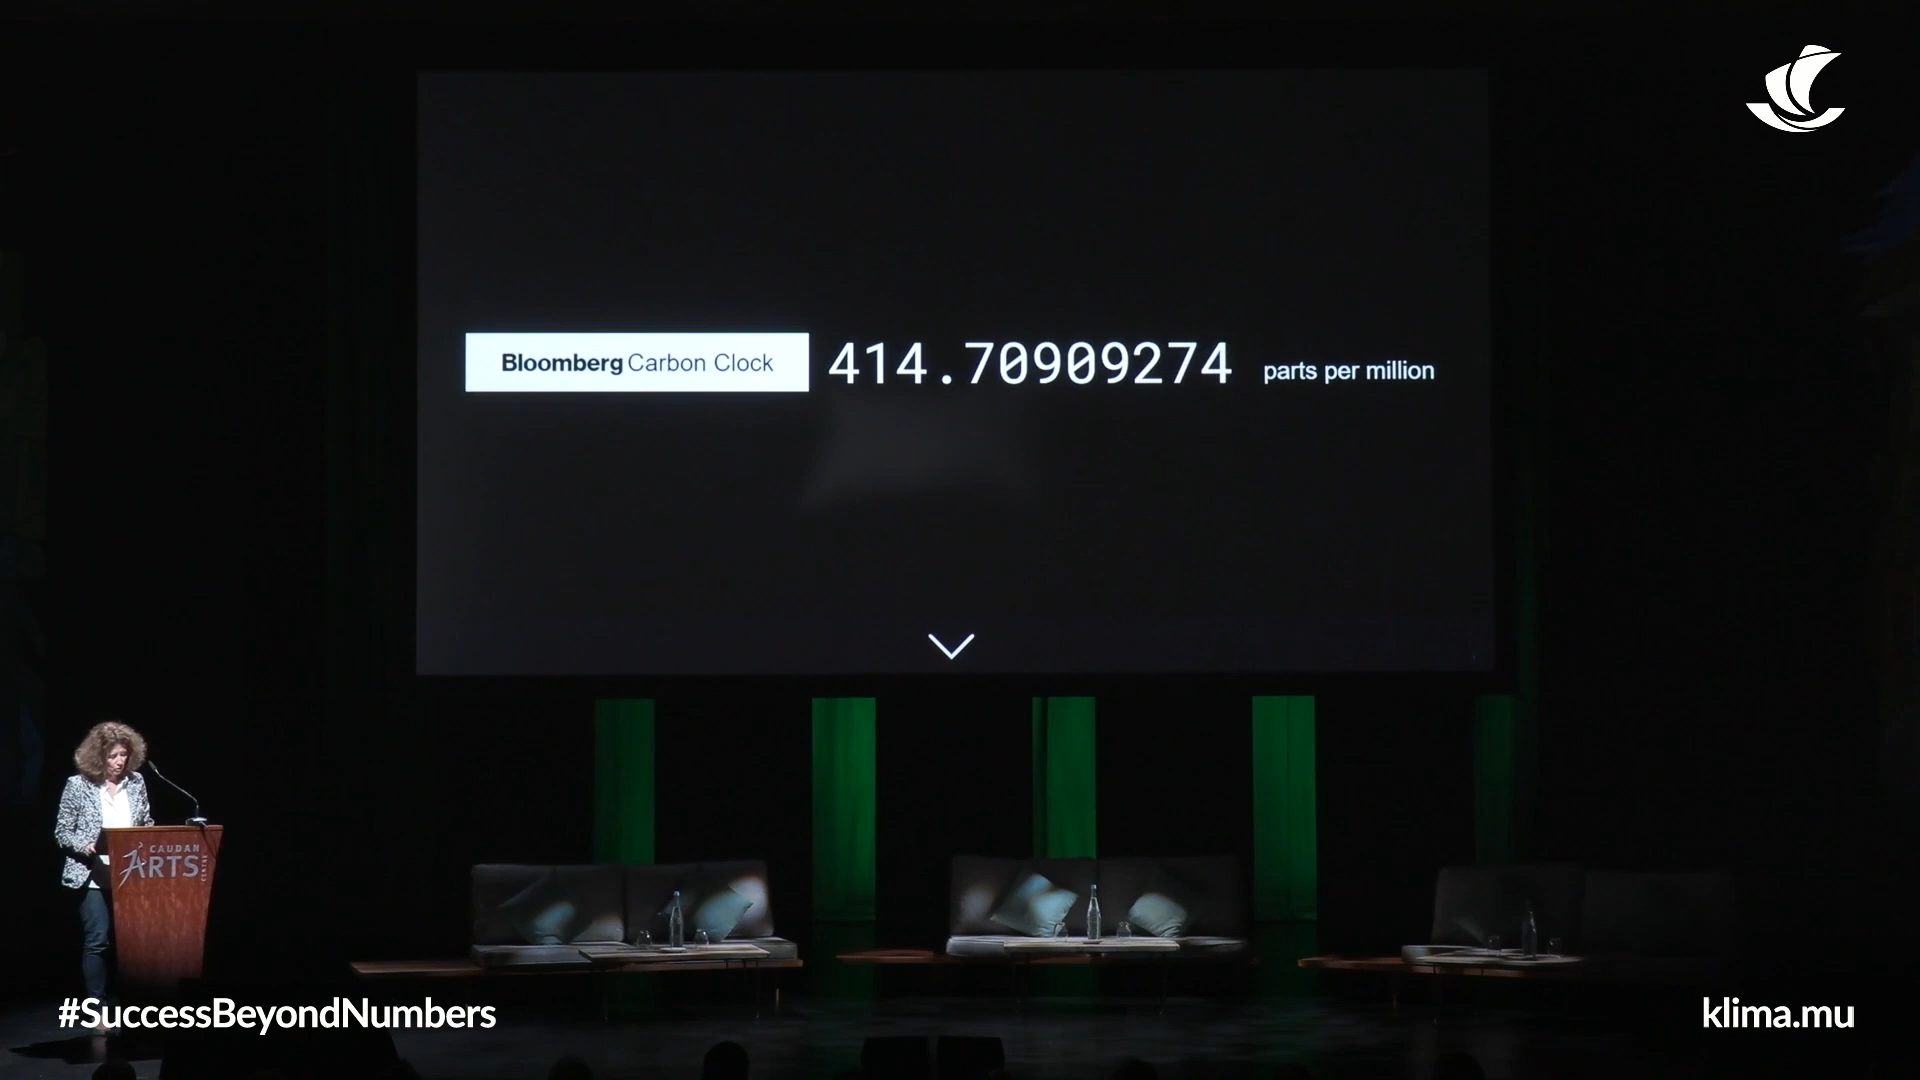 Bloomberg Carbon Clock 414.70909274 parts per million
CAUDAN
ARTS
CENTRE
#SuccessBeyondNumbers
klima.mu